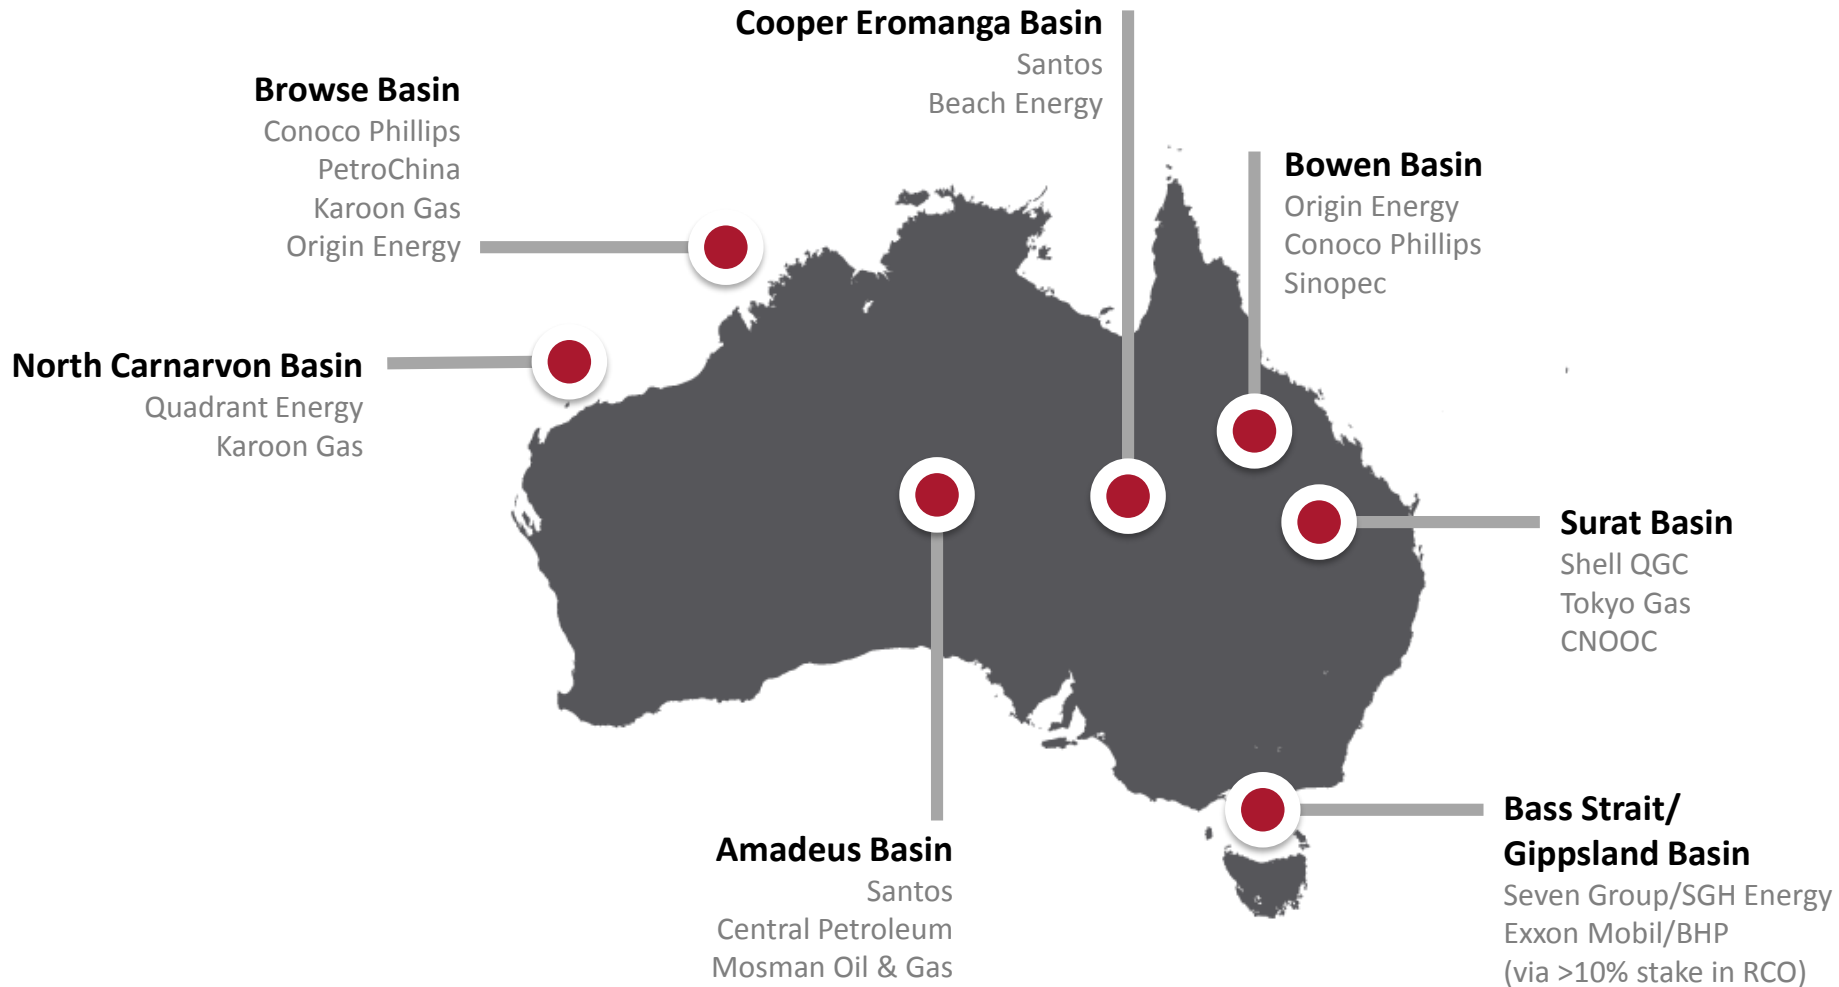 Cooper Eromanga Basin
Santos
Beach Energy
Browse Basin
Conoco Phillips
PetroChina
Karoon Gas
Origin Energy
Bowen Basin
Origin Energy
Conoco Phillips
Sinopec
North Carnarvon Basin
Quadrant Energy
Karoon Gas
Surat Basin
Shell QGC
Tokyo Gas
CNOOC
Amadeus Basin
Santos
Central Petroleum
Mosman Oil & Gas
Bass Strait/
Gippsland Basin
Seven Group/SGH Energy
Exxon Mobil/BHP
(via >10% stake in RCO)